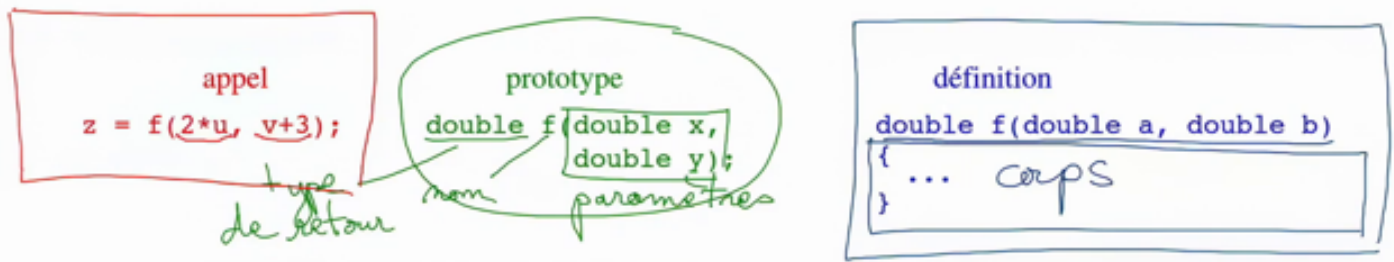 appel
z = f(2*u, v+3);
type
de retour
prototype
double f(double x,
double y);
nom
paramètres
définition
double f(double a, double b)
{
... corps
}